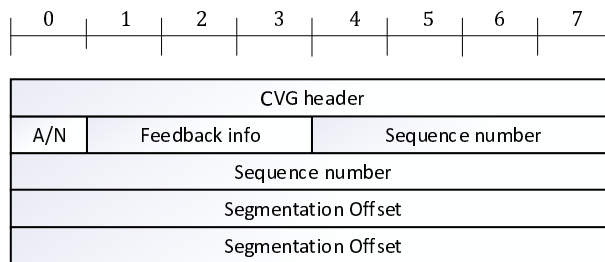 0 1 2 3 4 5 6 7
CVG header
A/N Feedback info Sequence number
Sequence number
Segmentation Offset
Segmentation Offset